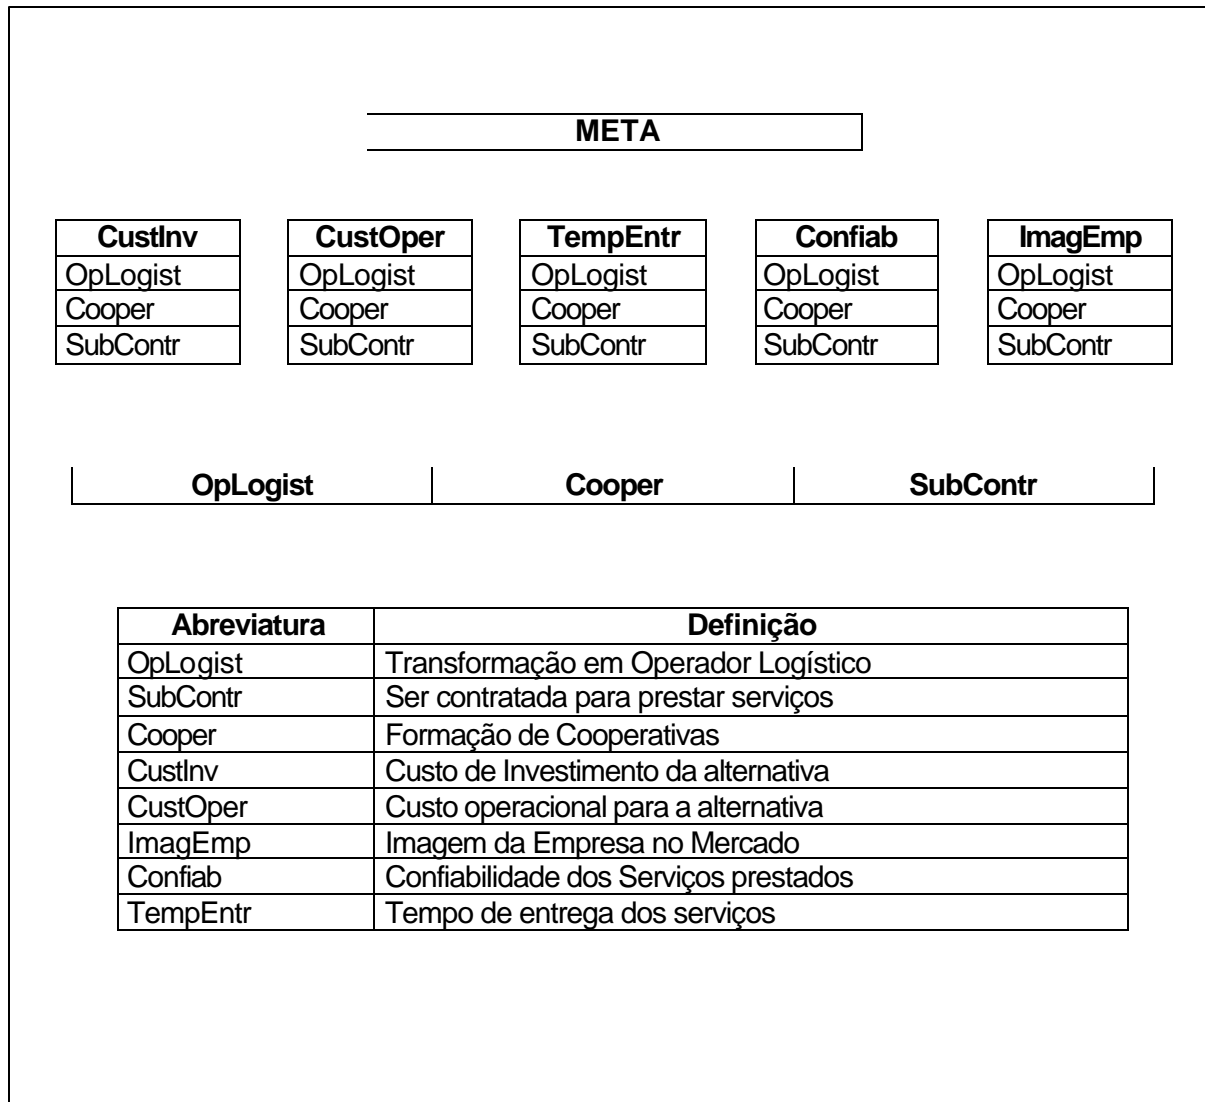 META
CustInv CustOper TempEntr Confiab ImagEmp
OpLogist OpLogist OpLogist OpLogist OpLogist
Cooper Cooper Cooper Cooper Cooper
SubContr SubContr SubContr SubContr SubContr
OpLogist Cooper SubContr
Abreviatura Definição
OpLogist Transformação em Operador Logístico
SubContr Ser contratada para prestar serviços
Cooper Formação de Cooperativas
CustInv Custo de Investimento da alternativa
CustOper Custo operacional para a alternativa
ImagEmp Imagem da Empresa no Mercado
Confiab Confiabilidade dos Serviços prestados
TempEntr Tempo de entrega dos serviços